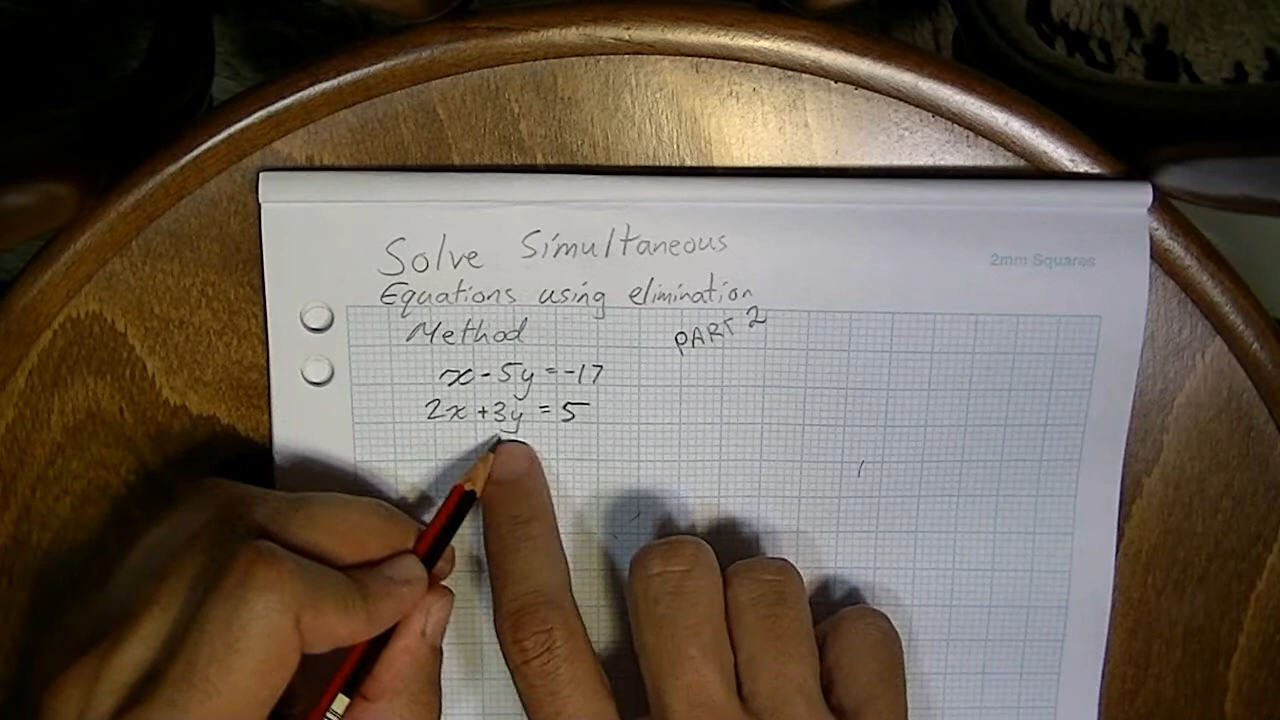 Solve Simultaneous
2mm Squares
Equations using elimination
Method
PART 2
x - 5y = -17
2x + 3y = 5